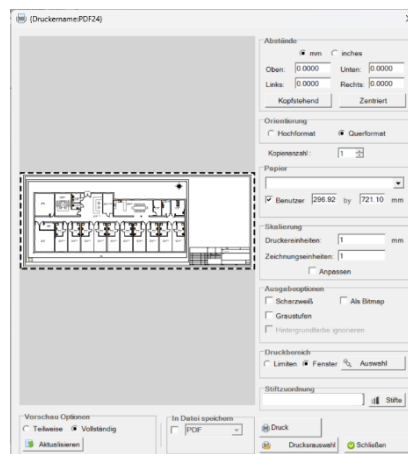 (Druckername:PDF24)
Abstände
mm inches
Oben: 0.0000 Unten: 0.0000
Links: 0.0000 Rechts: 0.0000
Kopfstehend Zentriert
Orientierung
Hochformat Querformat
Kopienanzahl: 1
Papier
Benutzer 296.92 by 721.10 mm
Skalierung
Druckereinheiten: 1 mm
Zeichnungseinheiten: 1
Anpassen
Ausgabeoptionen
Scharzweiß Als Bitmap
Graustufen
Hintergrundfarbe ignorieren
Druckbereich
Limiten Fenster Auswahl
Stiftzuordnung
Stifte
Vorschau Optionen
Teilweise Vollständig
Aktualisieren
In Datei speichern
PDF
Druck
Druckerauswahl Schließen